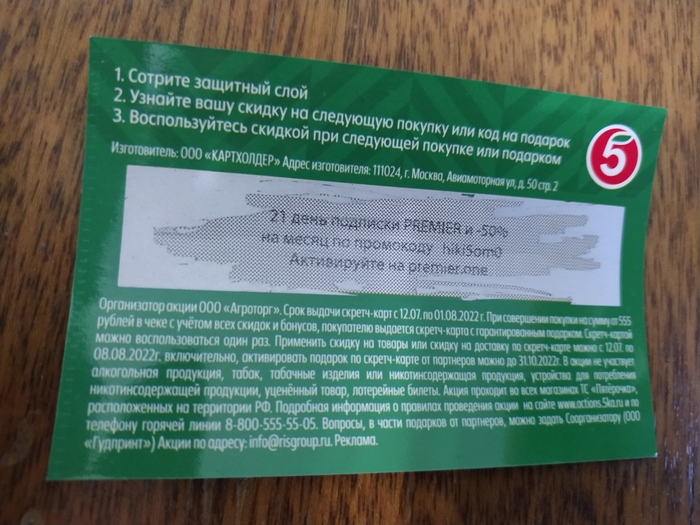 1. Сотрите защитный слой
2. Узнайте вашу скидку на следующую покупку или код на подарок
3. Воспользуйтесь скидкой при следующей покупке или подарком
5
Изготовитель: ООО «КАРТХОЛДЕР» Адрес изготовителя: 111024, г. Москва, Авиамоторная ул, д. 50 стр. 2
21 день подписки PREMIER и -50%
на месяц по промокоду hiki5om0
Активируйте на premier.one
Организатор акции ООО «Агроторг». Срок выдачи скретч-карт с 12.07. по 01.08.2022 г. При совершении покупки на сумму от 555
рублей в чеке с учётом всех скидок и бонусов, покупателю выдается скретч-карта с гарантированным подарком. Скретч-картой
можно воспользоваться один раз. Применить скидку на товары или скидку на доставку по скретч-карте можно с 12.07. по
08.08.2022г. включительно, активировать подарок по скретч-карте от партнеров можно до 31.10.2022г. В акции не участвует
алкогольная продукция, табак, табачные изделия или никотинсодержащая продукция, устройства для потребления
никотинсодержащей продукции, уценённый товар, лотерейные билеты. Акция проходит во всех магазинах ТС «Пятёрочка»,
расположенных на территории РФ. Подробная информация о правилах проведения акции на сайте www.actions.5ka.ru и по
телефону горячей линии 8-800-555-55-05. Вопросы, в части подарков от партнеров, можно задать Соорганизатору (ООО
«Гудпринт») Акции по адресу: info@risgroup.ru. Реклама.